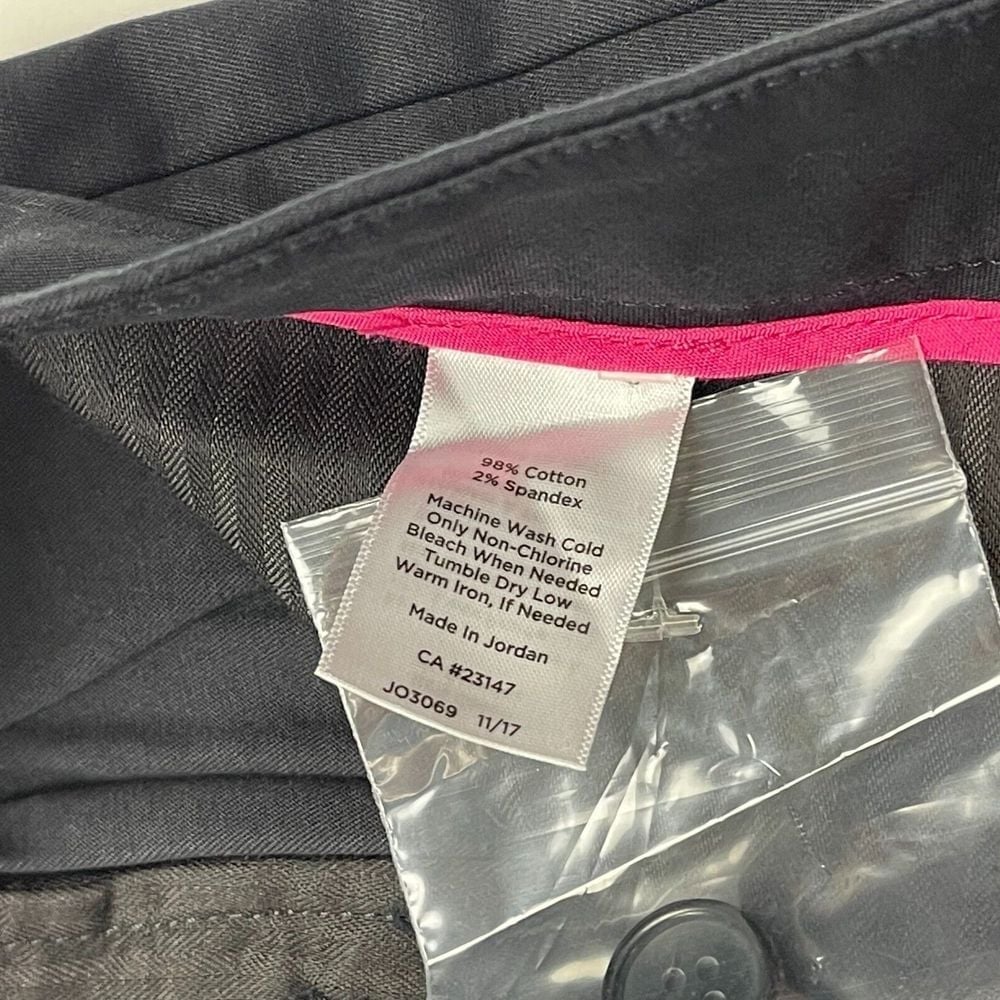 98% Cotton
2% Spandex
Machine Wash Cold
Only Non-Chlorine
Bleach When Needed
Tumble Dry Low
Warm Iron, If Needed
Made In Jordan
CA #23147
JO3069 11/17